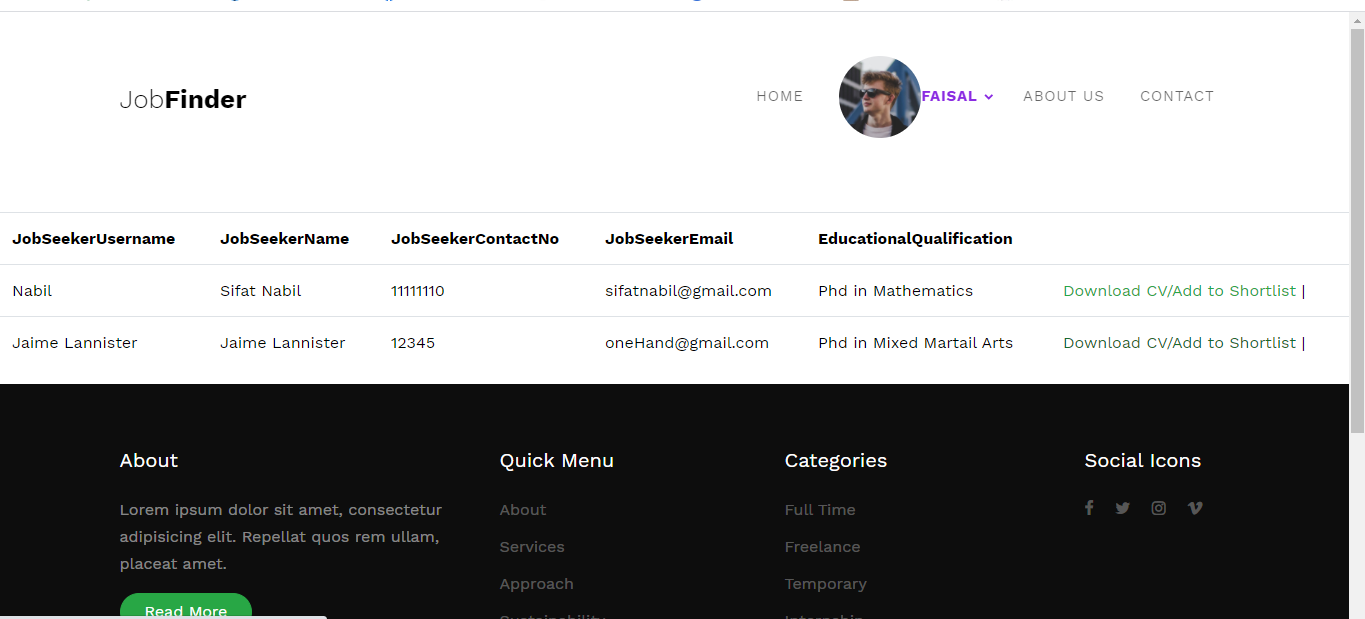 JobFinder
HOME FAISAL ABOUT US CONTACT
JobSeekerUsername JobSeekerName JobSeekerContactNo JobSeekerEmail EducationalQualification
Nabil Sifat Nabil 11111110 sifatnabil@gmail.com Phd in Mathematics Download CV/Add to Shortlist |
Jaime Lannister Jaime Lannister 12345 oneHand@gmail.com Phd in Mixed Martail Arts Download CV/Add to Shortlist |
About
Lorem ipsum dolor sit amet, consectetur
adipisicing elit. Repellat quos rem ullam,
placeat amet.
Read More
Quick Menu
About
Services
Approach
Sustainability
Categories
Full Time
Freelance
Temporary
Internship
Social Icons